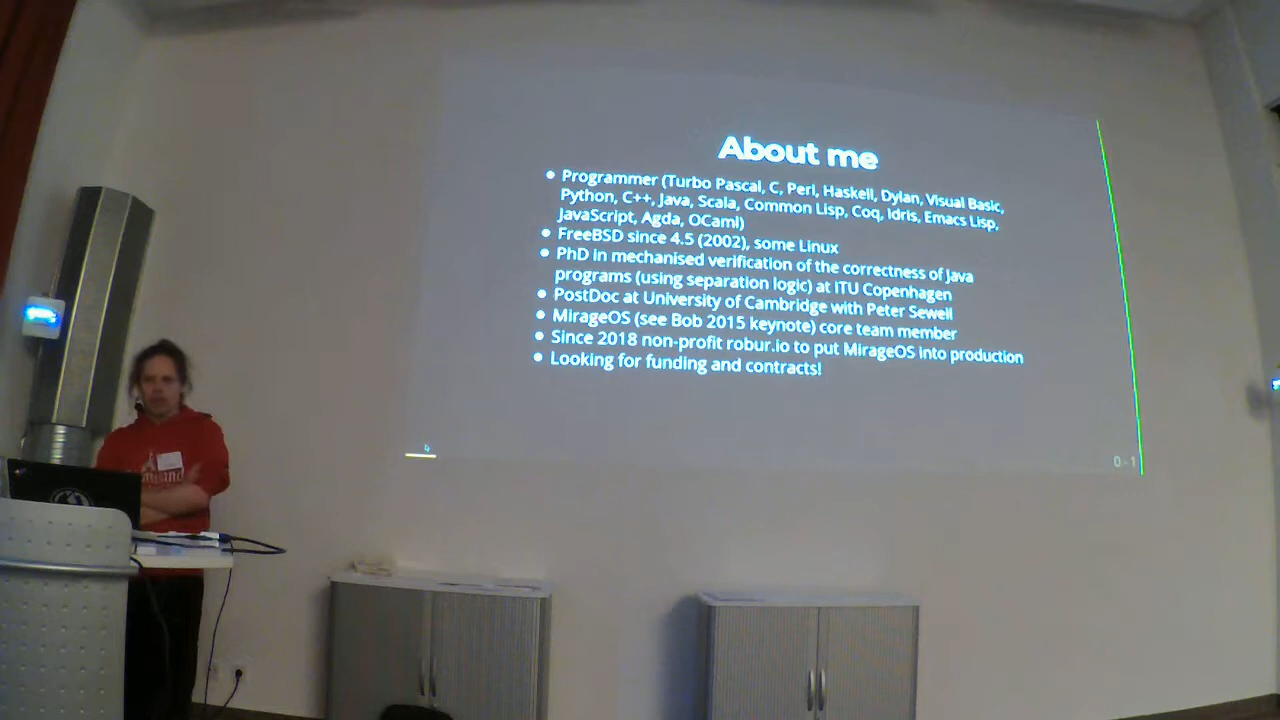 About me
• Programmer (Turbo Pascal, C, Perl, Haskell, Dylan, Visual Basic,
Python, C++, Java, Scala, Common Lisp, Coq, Idris, Emacs Lisp,
JavaScript, Agda, OCaml)
• FreeBSD since 4.5 (2002), some Linux
• PhD in mechanised verification of the correctness of Java
programs (using separation logic) at ITU Copenhagen
• PostDoc at University of Cambridge with Peter Sewell
• MirageOS (see Bob 2015 keynote) core team member
• Since 2018 non-profit robur.io to put MirageOS into production
• Looking for funding and contracts!
0 - 1